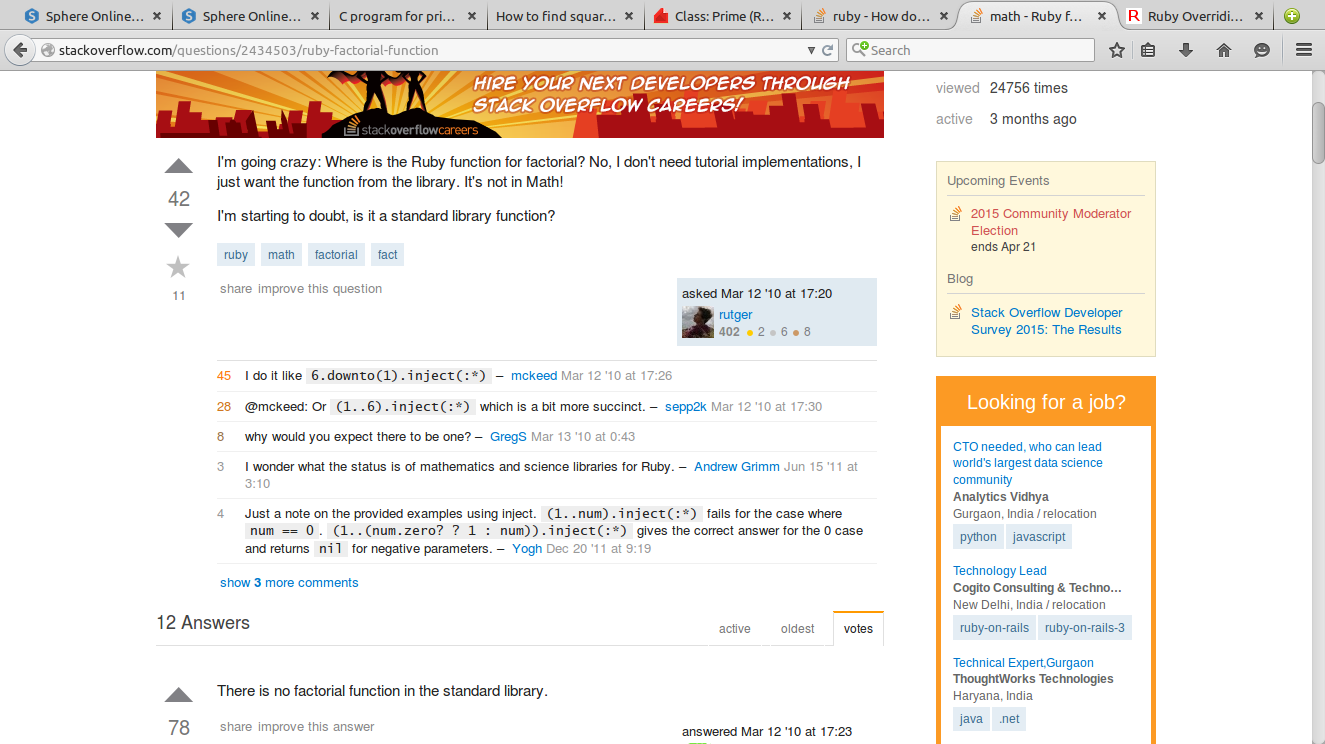 Sphere Online...
Sphere Online...
C program for pri...
How to find squar...
Class: Prime (R...
ruby - How do...
math - Ruby f...
Ruby Overridi...
stackoverflow.com/questions/2434503/ruby-factorial-function
Search
HIRE YOUR NEXT DEVELOPERS THROUGH
STACK OVERFLOW CAREERS!
stackoverflowcareers
viewed 24756 times
active 3 months ago
42
11
I'm going crazy: Where is the Ruby function for factorial? No, I don't need tutorial implementations, I
just want the function from the library. It's not in Math!
I'm starting to doubt, is it a standard library function?
ruby math factorial fact
share improve this question
asked Mar 12 '10 at 17:20
rutger
402 2 6 8
45 I do it like 6.downto(1).inject(:*) – mckeed Mar 12 '10 at 17:26
28 @mckeed: Or (1..6).inject(:*) which is a bit more succinct. – sepp2k Mar 12 '10 at 17:30
8 why would you expect there to be one? – GregS Mar 13 '10 at 0:43
3 I wonder what the status is of mathematics and science libraries for Ruby. – Andrew Grimm Jun 15 '11 at
3:10
4 Just a note on the provided examples using inject. (1..num).inject(:*) fails for the case where
num == 0. (1..(num.zero? ? 1 : num)).inject(:*) gives the correct answer for the 0 case
and returns nil for negative parameters. – Yogh Dec 20 '11 at 9:19
show 3 more comments
12 Answers
active oldest votes
78
There is no factorial function in the standard library.
share improve this answer
answered Mar 12 '10 at 17:23
Upcoming Events
2015 Community Moderator
Election
ends Apr 21
Blog
Stack Overflow Developer
Survey 2015: The Results
Looking for a job?
CTO needed, who can lead
world's largest data science
community
Analytics Vidhya
Gurgaon, India / relocation
python javascript
Technology Lead
Cogito Consulting & Techno...
New Delhi, India / relocation
ruby-on-rails ruby-on-rails-3
Technical Expert,Gurgaon
ThoughtWorks Technologies
Haryana, India
java .net